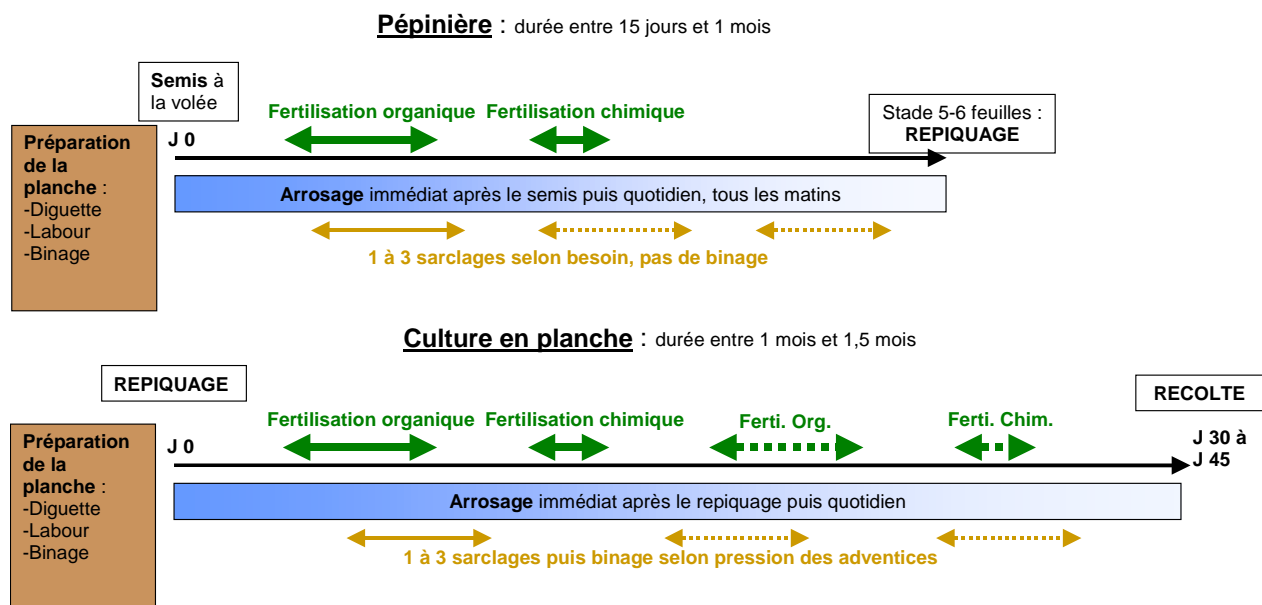 Pépinière : durée entre 15 jours et 1 mois
Semis à
la volée
Fertilisation organique
Fertilisation chimique
Stade 5-6 feuilles :
REPIQUAGE
Préparation
de la
planche :
-Diguette
-Labour
-Binage
J 0
Arrosage immédiat après le semis puis quotidien, tous les matins
1 à 3 sarclages selon besoin, pas de binage
Culture en planche : durée entre 1 mois et 1,5 mois
REPIQUAGE
RECOLTE
Fertilisation organique
Fertilisation chimique
Ferti. Org.
Ferti. Chim.
Préparation
de la
planche :
-Diguette
-Labour
-Binage
J 0
J 30 à
J 45
Arrosage immédiat après le repiquage puis quotidien
1 à 3 sarclages puis binage selon pression des adventices